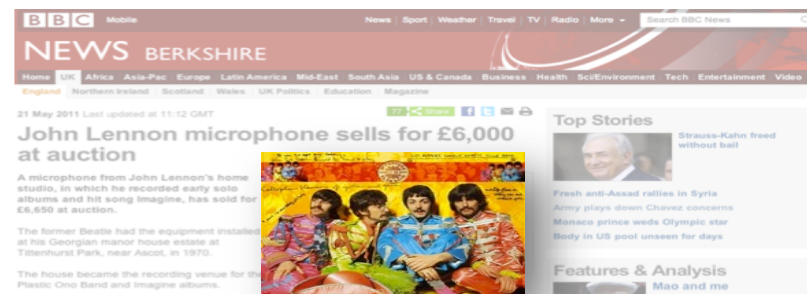 BBC Mobile News Sport Weather Travel TV Radio More Search BBC News
NEWS BERKSHIRE
Home UK Africa Asia-Pac Europe Latin America Mid-East South Asia US & Canada Business Health Sci/Environment Tech Entertainment Video
England Northern Ireland Scotland Wales UK Politics Education Magazine
21 May 2011 Last updated at 11:12 GMT
77 Share
John Lennon microphone sells for £6,000
at auction
A microphone from John Lennon's home
studio, in which he recorded early solo
albums and hit song Imagine, has sold for
£6,650 at auction.
The former Beatle had the equipment installed
at his Georgian manor house estate at
Tittenhurst Park, near Ascot, in 1970.
The house became the recording venue for the
Plastic Ono Band and Imagine albums.
Top Stories
Strauss-Kahn freed
without bail
Fresh anti-Assad rallies in Syria
Army plays down Chavez concerns
Monaco prince weds Olympic star
Body in US pool unseen for days
Features & Analysis
Mao and me